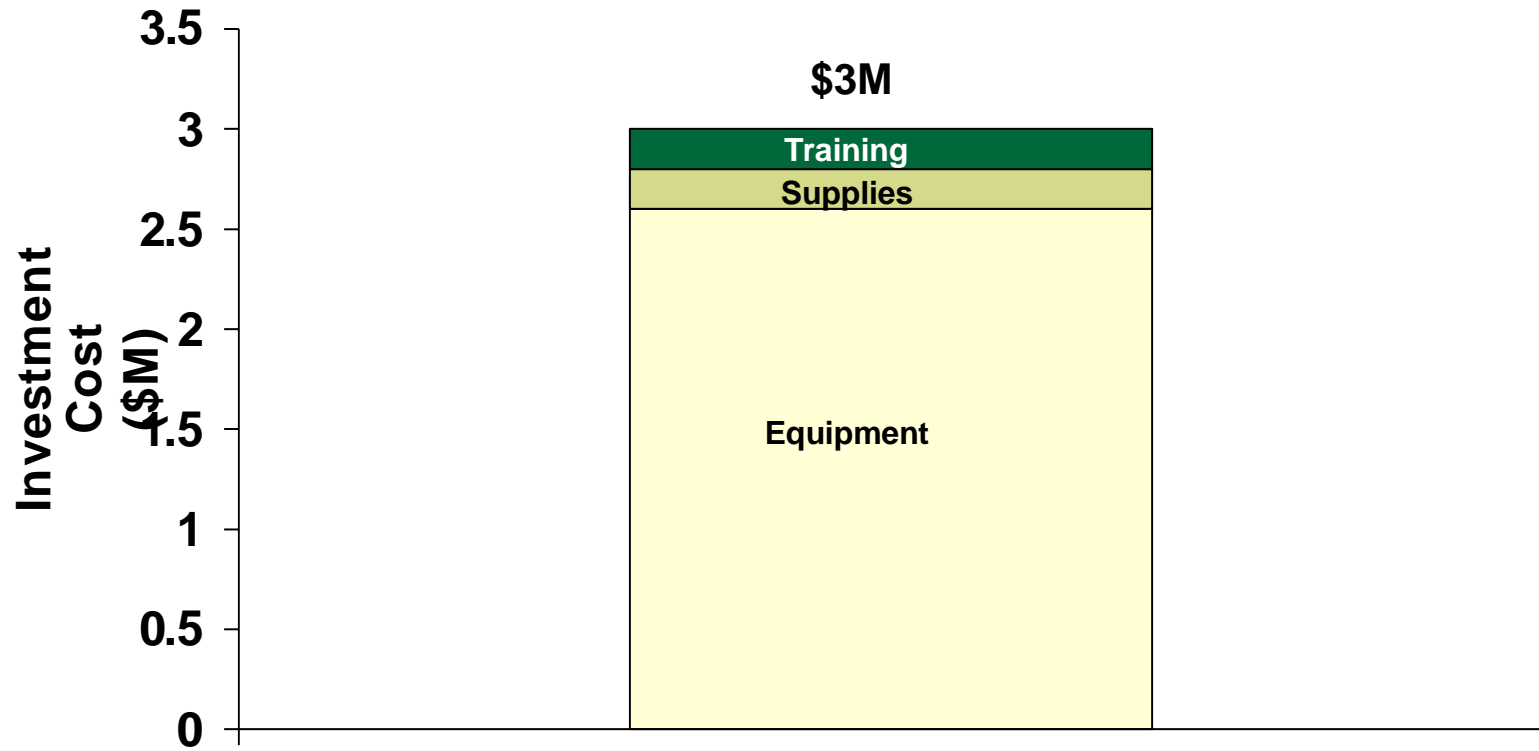 3.5
$3M
3
Training
Supplies
2.5
Investment
Cost
($M)
2
1.5
Equipment
1
0.5
0